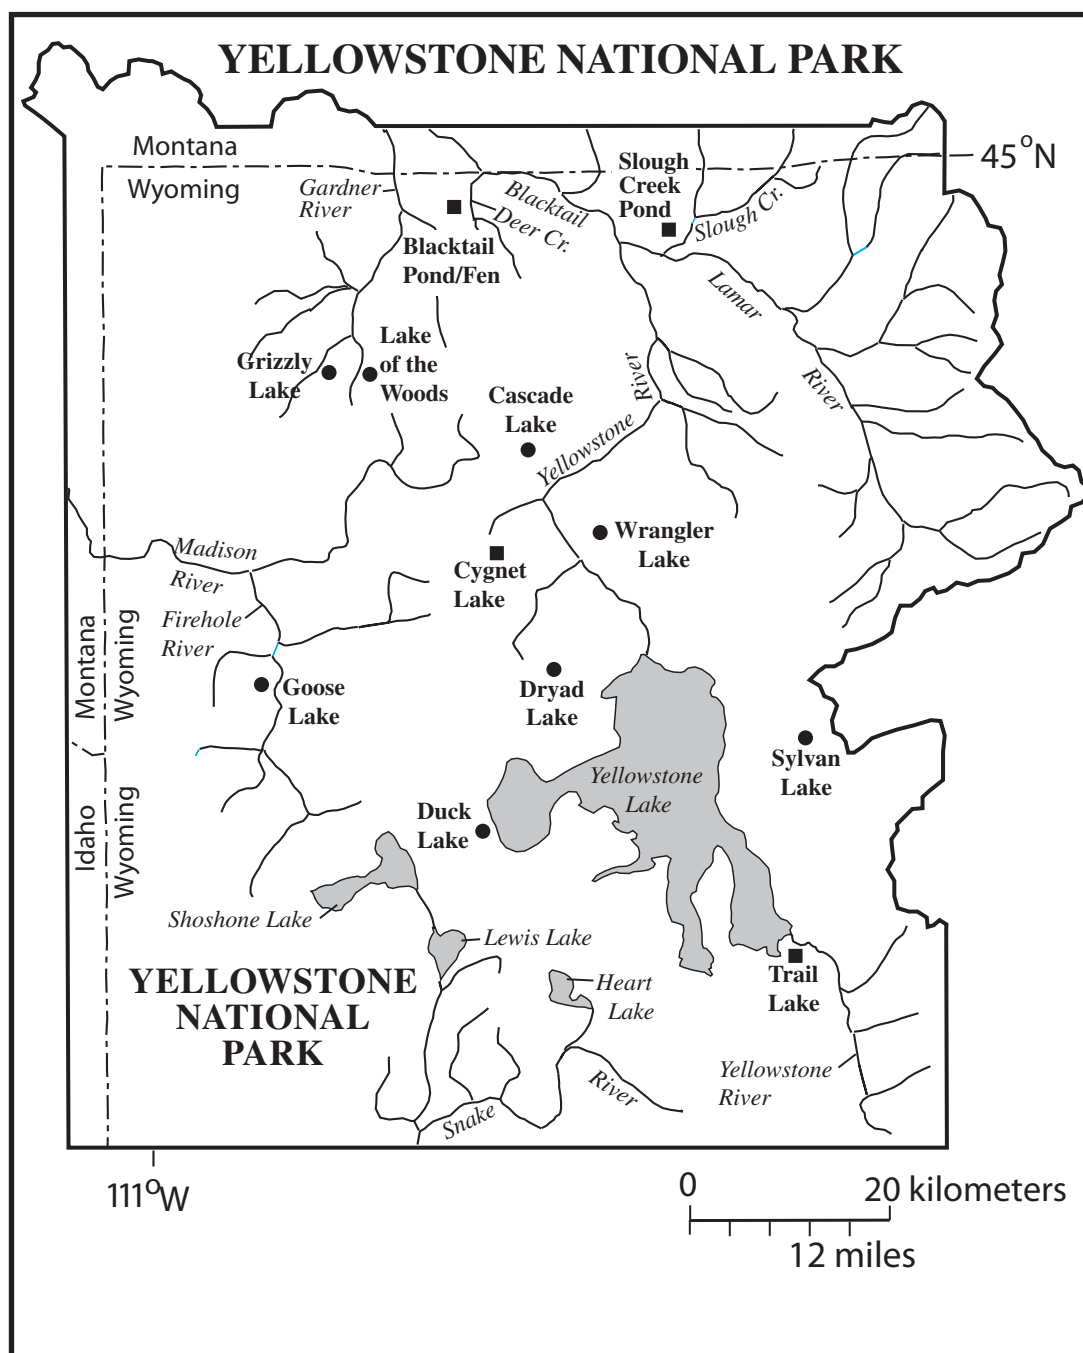 YELLOWSTONE NATIONAL PARK
Montana
Wyoming
45°N
Gardner
River
Blacktail
Deer Cr.
Slough
Creek
Pond
Slough Cr.
Blacktail
Pond/Fen
Lamar
River
Grizzly
Lake
Lake
of the
Woods
Cascade
Lake
Yellowstone
River
Wrangler
Lake
Madison
River
Cygnet
Lake
Firehole
River
Montana
Wyoming
Goose
Lake
Dryad
Lake
Sylvan
Lake
Yellowstone
Lake
Idaho
Wyoming
Duck
Lake
Shoshone Lake
Lewis Lake
Heart
Lake
Trail
Lake
YELLOWSTONE
NATIONAL
PARK
Snake
River
Yellowstone
River
111°W
0
20 kilometers
12 miles